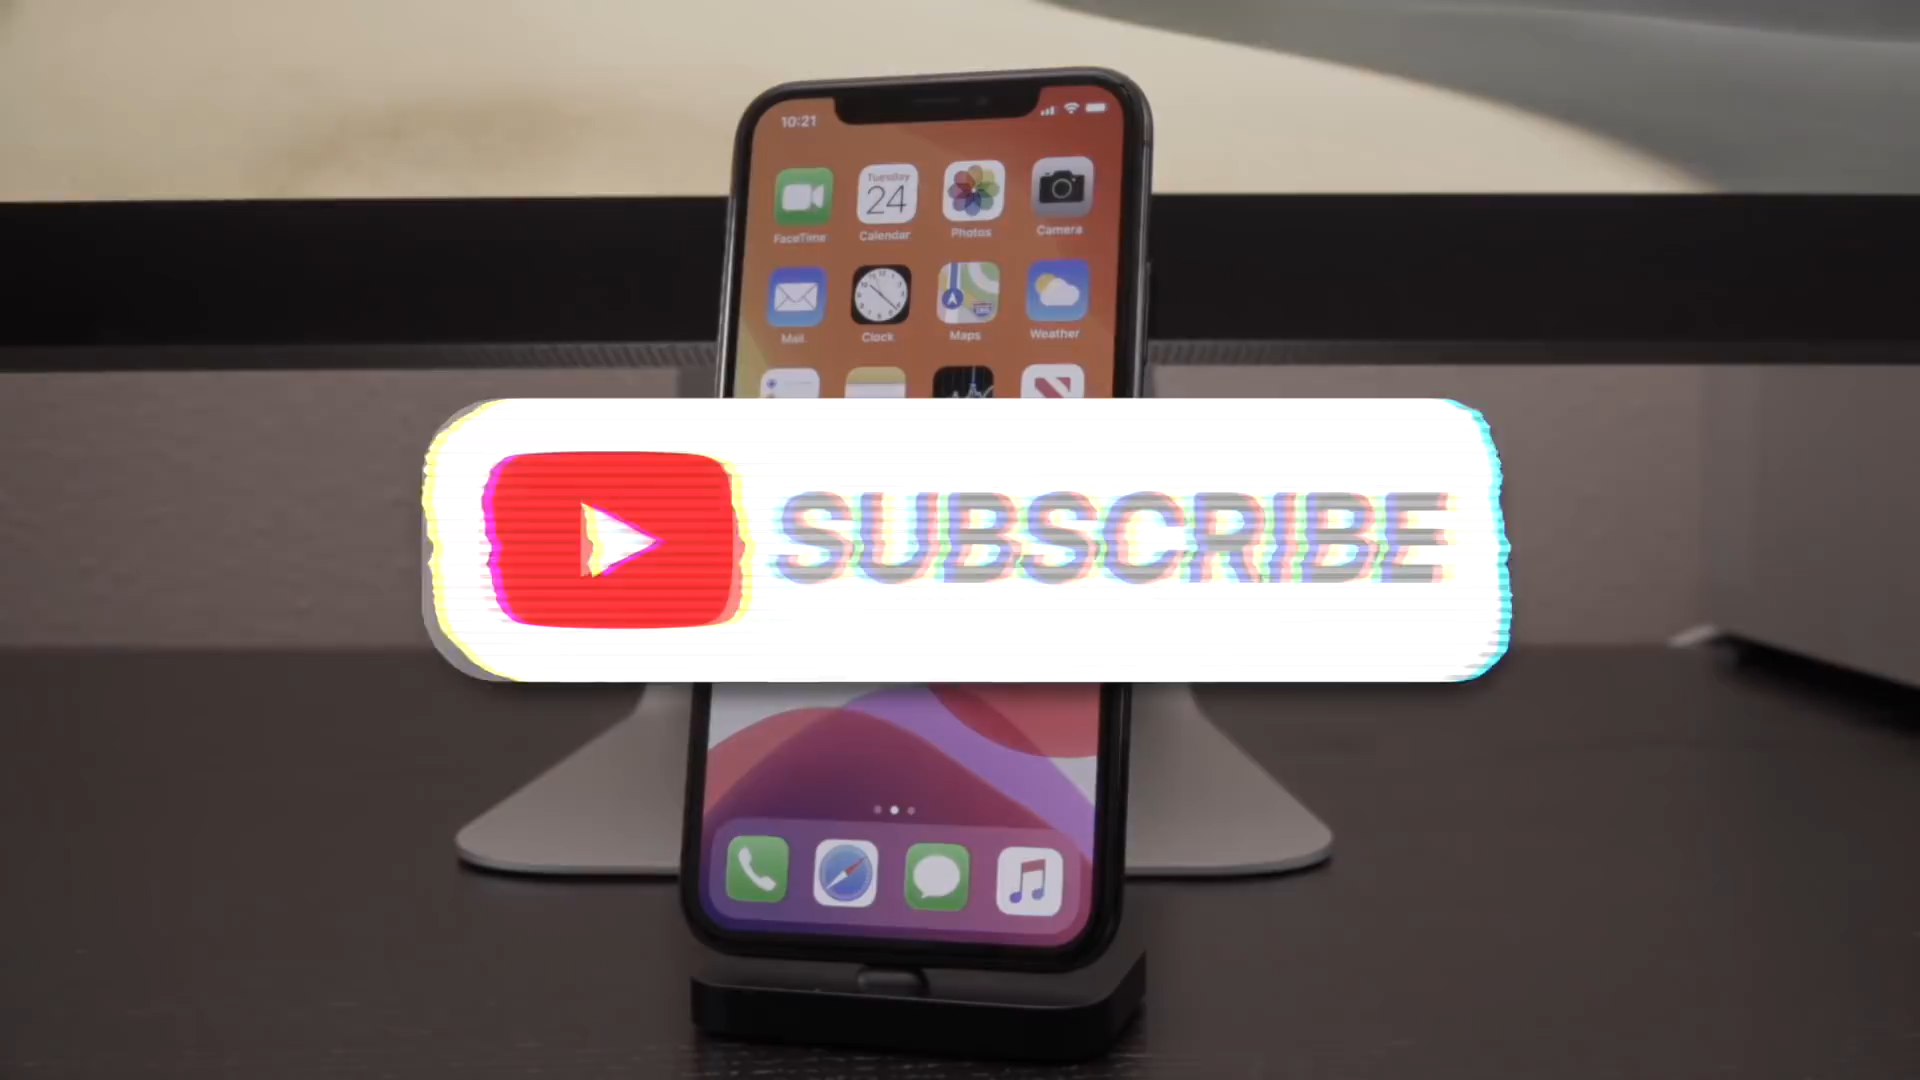 10:21
FaceTime
Tuesday
24
Calendar
Photos
Camera
Mail
Clock
Maps
Weather
SUBSCRIBE